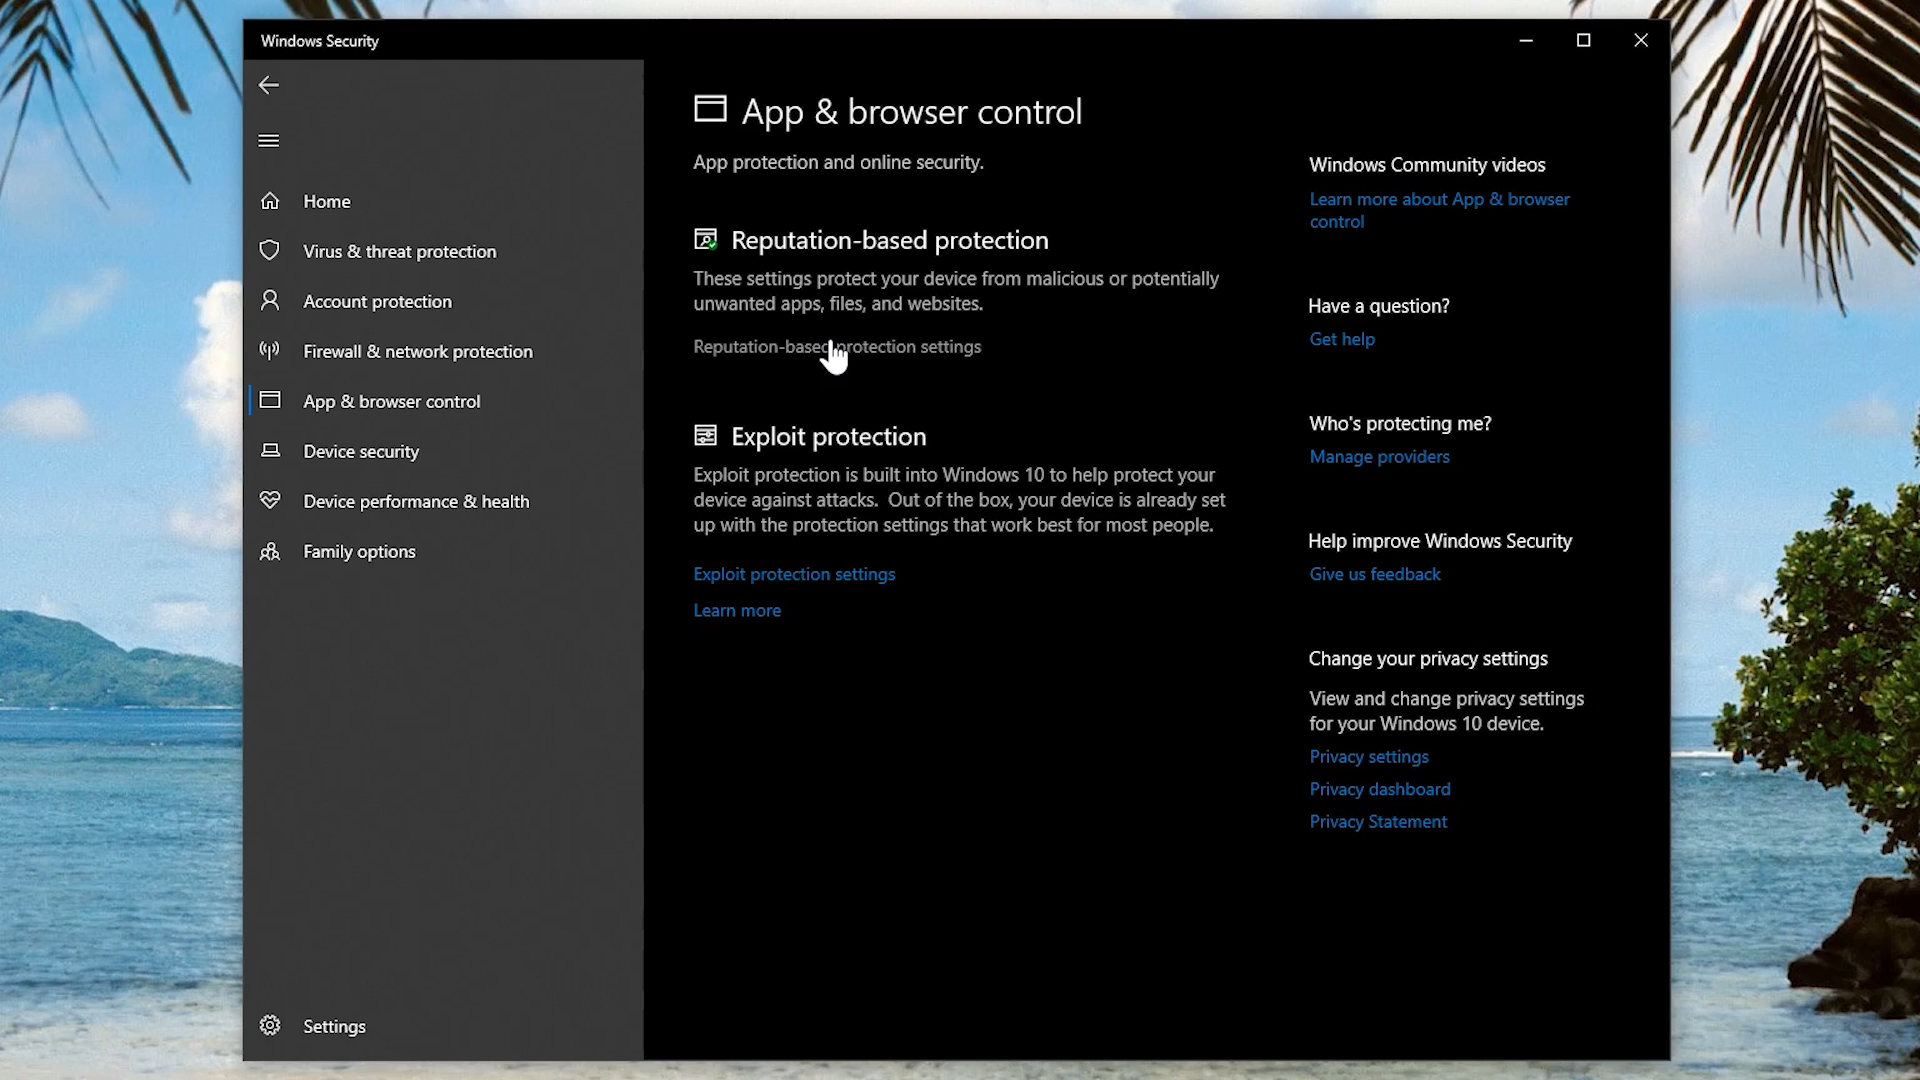 Windows Security
Home
Virus & threat protection
Account protection
Firewall & network protection
App & browser control
Device security
Device performance & health
Family options
Settings
App & browser control
App protection and online security.
Reputation-based protection
These settings protect your device from malicious or potentially
unwanted apps, files, and websites.
Reputation-based protection settings
Exploit protection
Exploit protection is built into Windows 10 to help protect your
device against attacks.  Out of the box, your device is already set
up with the protection settings that work best for most people.
Exploit protection settings
Learn more
Windows Community videos
Learn more about App & browser
control
Have a question?
Get help
Who's protecting me?
Manage providers
Help improve Windows Security
Give us feedback
Change your privacy settings
View and change privacy settings
for your Windows 10 device.
Privacy settings
Privacy dashboard
Privacy Statement